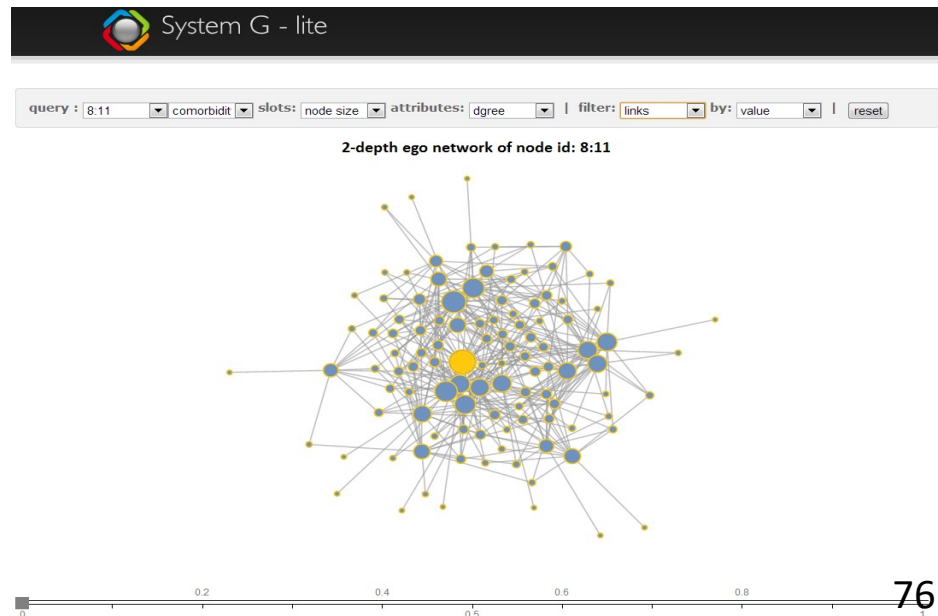 System G - lite
query : 8:11 comorbidit slots: node size attributes: dgree | filter: links by: value | reset
2-depth ego network of node id: 8:11
0.2 0.4 0.6 0.8
0 0.5 1
76